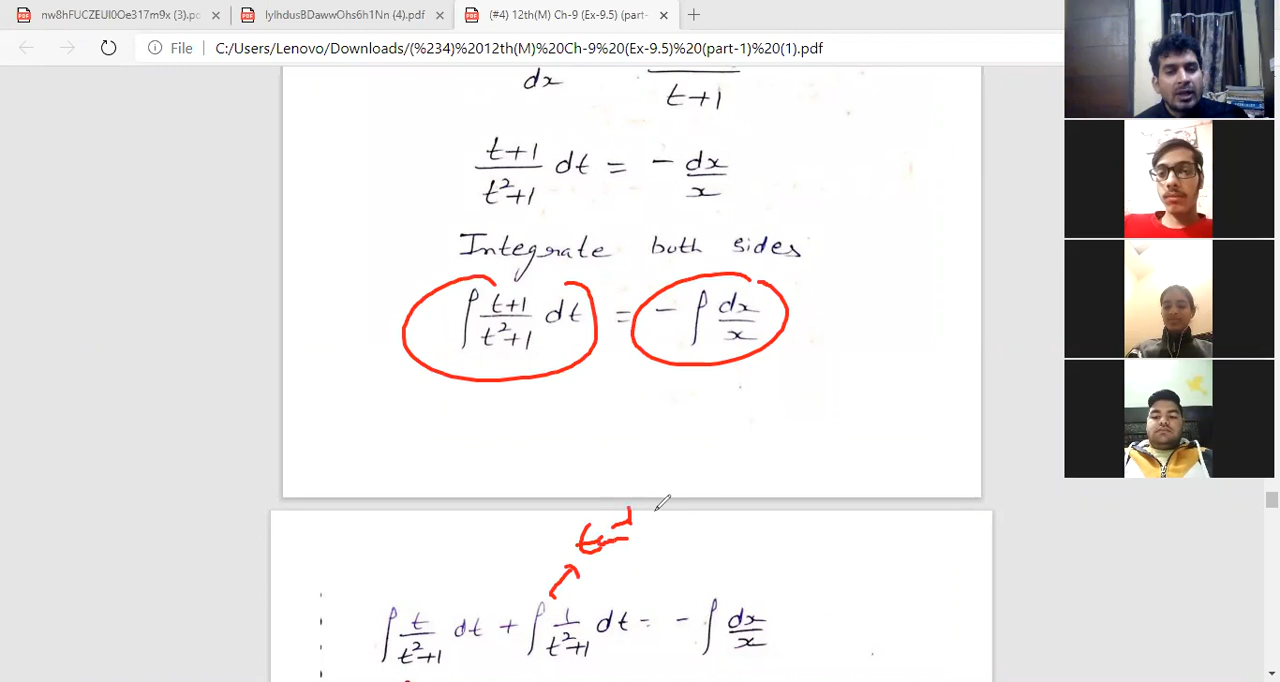 nw8hFUCZEUI0Oe317m9x (3).pc
lylhdusBDawwOhs6h1Nn (4).pdf
(#4) 12th(M) Ch-9 (Ex-9.5) (part-
File | C:/Users/Lenovo/Downloads/(%234)%2012th(M)%20Ch-9%20(Ex-9.5)%20(part-1)%20(1).pdf
dx
t+1
t+1/t²+1 dt = - dx/x
Integrate both sides
∫ t+1/t²+1 dt = - ∫ dx/x
∫ t/t²+1 dt + ∫ 1/t²+1 dt = - ∫ dx/x